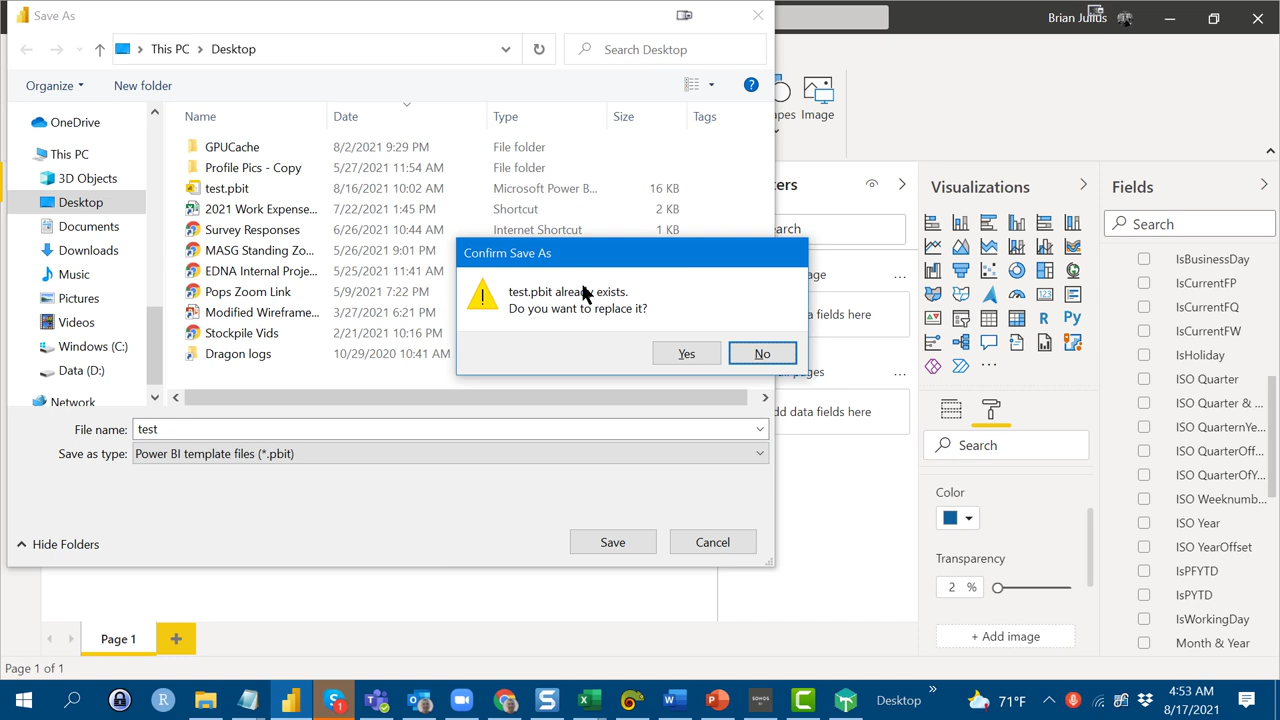 Save As
Brian Julius
This PC > Desktop
Search Desktop
Organize
New folder
Image
Name
Date
Type
Size
Tags
OneDrive
This PC
3D Objects
Desktop
Documents
Downloads
Music
Pictures
Videos
Windows (C:)
Data (D:)
Network
GPUCache 8/2/2021 9:29 PM File folder
Profile Pics - Copy 5/27/2021 11:54 AM File folder
test.pbit 8/16/2021 10:02 AM Microsoft Power B... 16 KB
2021 Work Expense... 7/22/2021 1:45 PM Shortcut 2 KB
Survey Responses 6/26/2021 10:44 AM Internet Shortcut 1 KB
MASG Standing Zo... 5/26/2021 9:01 PM
EDNA Internal Proje... 5/25/2021 11:41 AM
Pops Zoom Link 5/9/2021 7:22 PM
Modified Wireframe... 3/27/2021 6:21 PM
Stockpile Vids 2/21/2021 10:16 PM
Dragon logs 10/29/2020 10:41 AM
Confirm Save As
test.pbit already exists.
Do you want to replace it?
Yes
No
File name: test
Save as type: Power BI template files (*.pbit)
Hide Folders
Save
Cancel
data fields here
data fields here
Visualizations
Search
Color
Transparency
2 %
+ Add image
Fields
Search
IsBusinessDay
IsCurrentFP
IsCurrentFQ
IsCurrentFW
IsHoliday
ISO Quarter
ISO Quarter & ...
ISO QuarternYe...
ISO QuarterOff...
ISO QuarterOfY...
ISO Weeknumb...
ISO Year
ISO YearOffset
IsPFYTD
IsPYTD
IsWorkingDay
Month & Year
Page 1
Page 1 of 1
Desktop
71°F
4:53 AM
8/17/2021